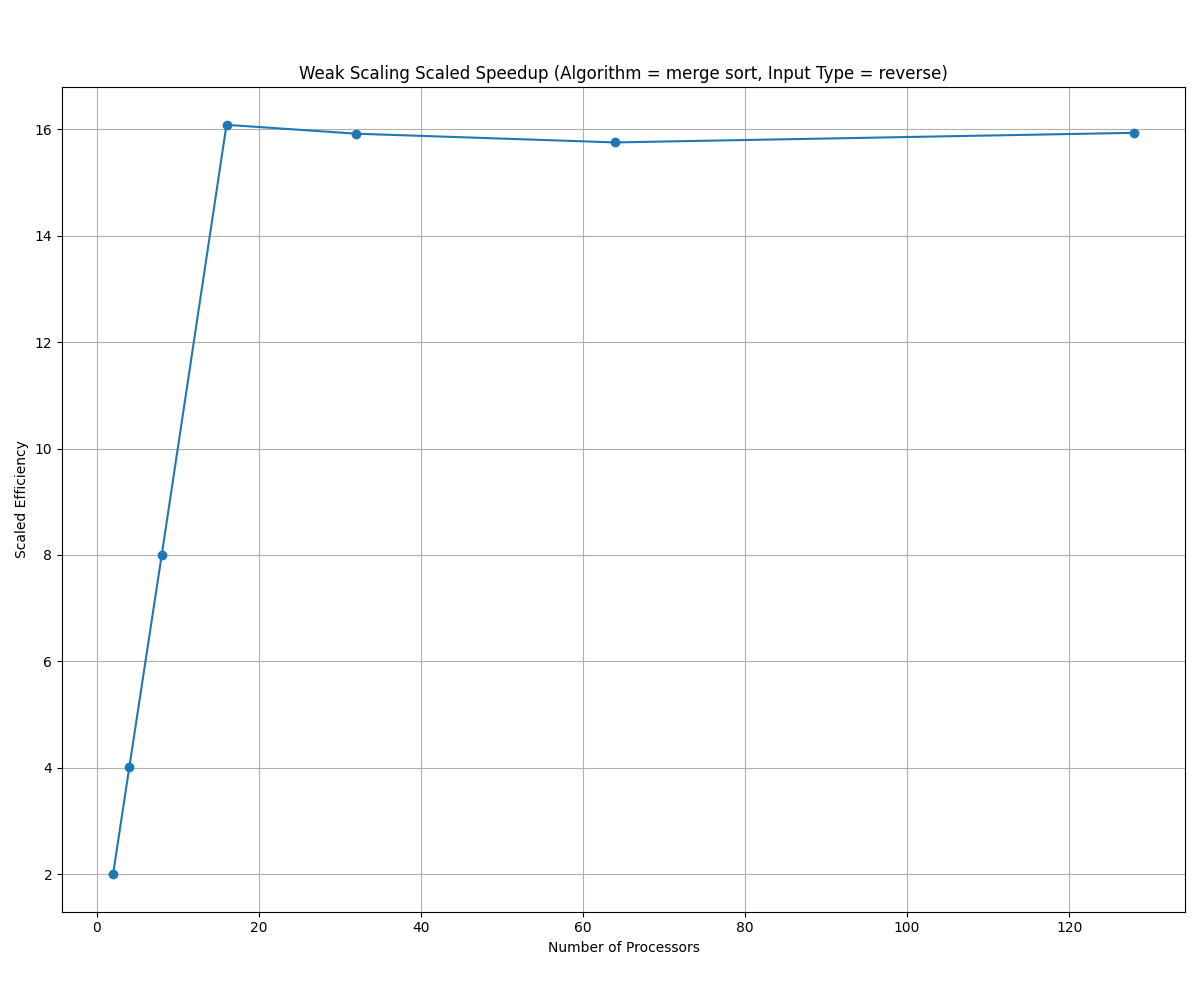 Weak Scaling Scaled Speedup (Algorithm = merge sort, Input Type = reverse)
16
14
12
10
8
6
4
2
Scaled Efficiency
0 20 40 60 80 100 120
Number of Processors